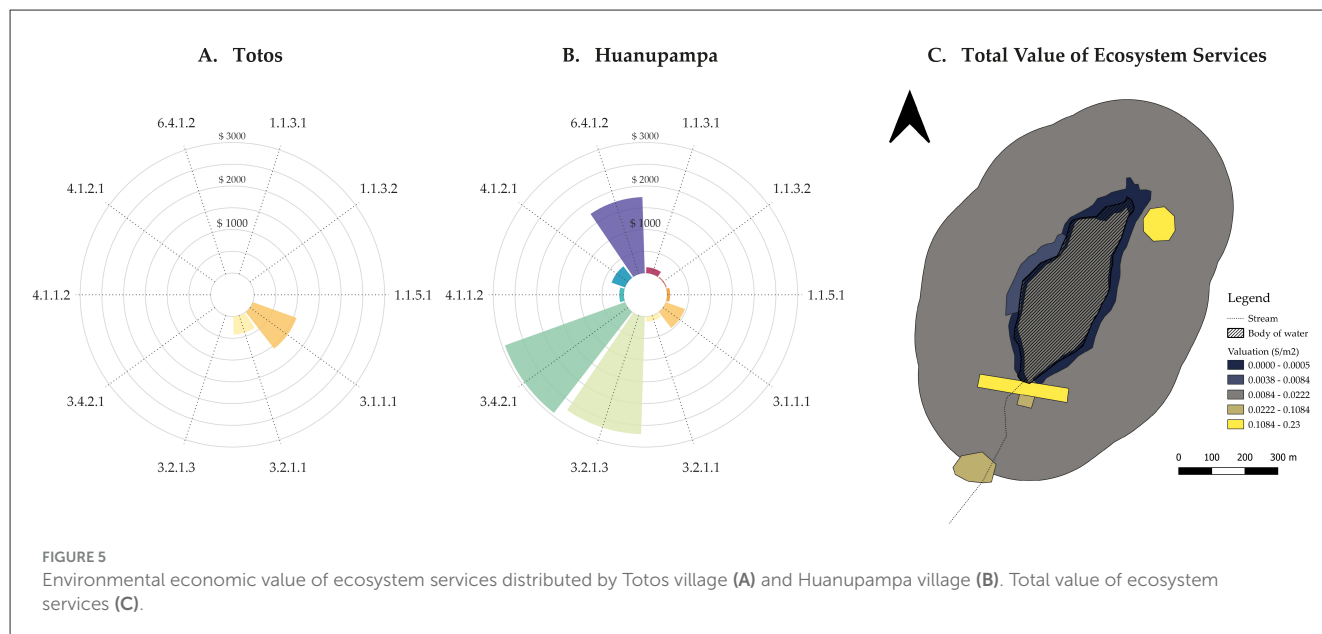 A. Totos
6.4.1.2
1.1.3.1
4.1.2.1
1.1.3.2
4.1.1.2
1.1.5.1
3.4.2.1
3.1.1.1
3.2.1.3
3.2.1.1
$ 3000
$ 2000
$ 1000
B. Huanupampa
6.4.1.2
1.1.3.1
4.1.2.1
1.1.3.2
4.1.1.2
1.1.5.1
3.4.2.1
3.1.1.1
3.2.1.3
3.2.1.1
$ 3000
$ 2000
$ 1000
C. Total Value of Ecosystem Services
Legend
Stream
Body of water
Valuation (S/m2)
0.0000 - 0.0005
0.0038 - 0.0084
0.0084 - 0.0222
0.0222 - 0.1084
0.1084 - 0.23
0 100 200 300 m
FIGURE 5
Environmental economic value of ecosystem services distributed by Totos village (A) and Huanupampa village (B). Total value of ecosystem
services (C).